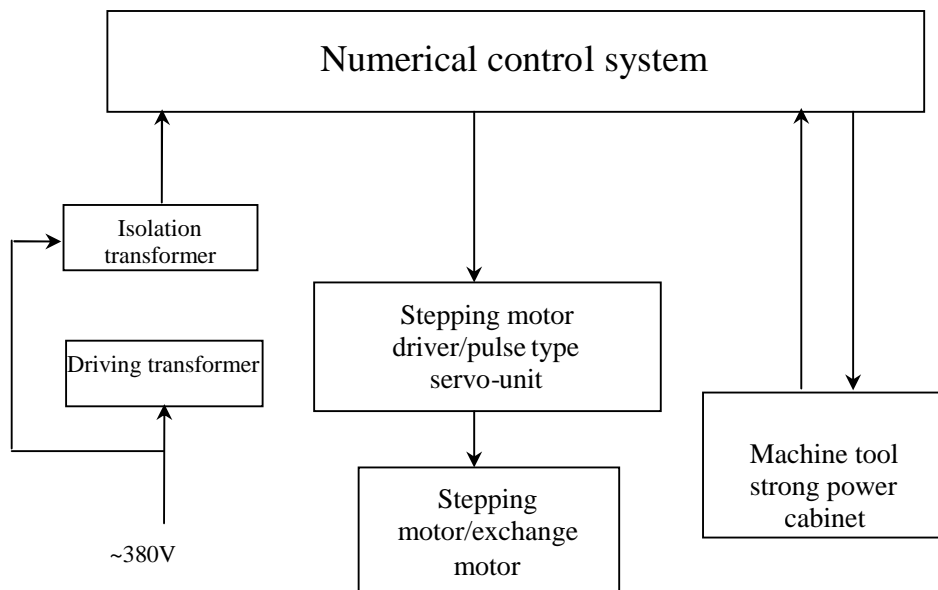 Numerical control system
Isolation
transformer
Driving transformer
~380V
Stepping motor
driver/pulse type
servo-unit
Stepping
motor/exchange
motor
Machine tool
strong power
cabinet